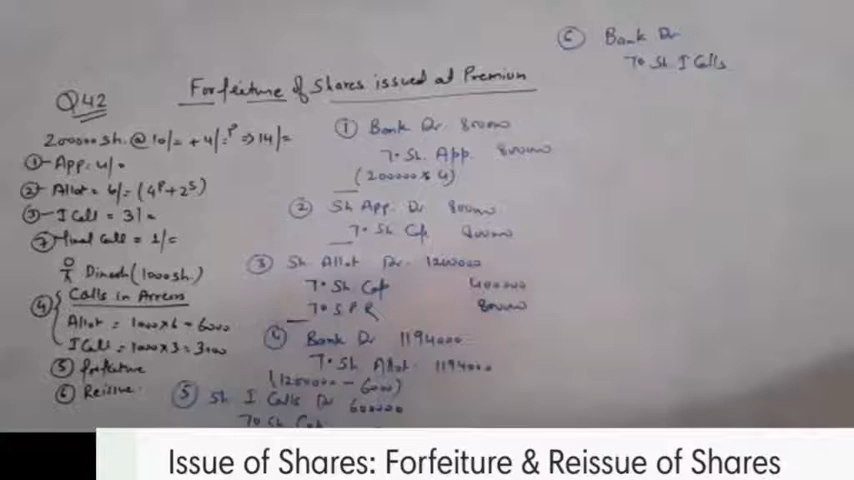 Q42
Forfeiture of Shares issued at Premium
200000 sh. @ 10/= + 4/=P => 14/=
① App = 4/=
② Allot = 6/= (4P + 2S)
③ I Call = 3/=
⑦ final Call = 1/=
Dinesh (1000 sh.)
④ Calls in Arrears
Allot = 1000 x 6 = 6000
I Call = 1000 x 3 = 3000
⑤ forfeiture
⑥ Reissue.
① Bank Dr 800000
To Sh. App. 800000
(200000 x 4)
② Sh App. Dr 800000
To Sh Cap 800000
③ Sh Allot Dr. 1200000
To Sh Cap 400000
To S P R 800000
④ Bank Dr 1194000
To Sh Allot 1194000
(1200000 - 6000)
⑤ Sh I Calls Dr 600000
To Sh Cap
⑥ Bank Dr
To Sh I Calls
Issue of Shares: Forfeiture & Reissue of Shares